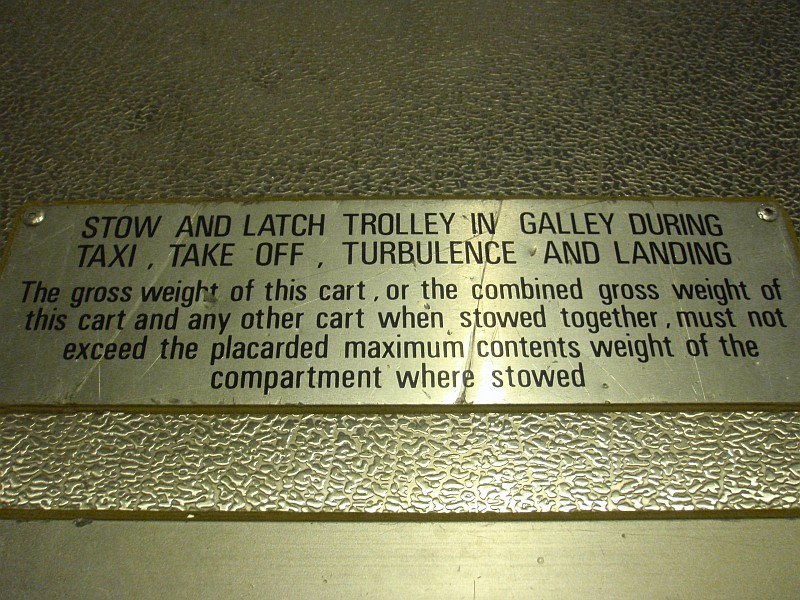 STOW AND LATCH TROLLEY IN GALLEY DURING
TAXI , TAKE OFF , TURBULENCE AND LANDING
The gross weight of this cart , or the combined gross weight of
this cart and any other cart when stowed together , must not
exceed the placarded maximum contents weight of the
compartment where stowed